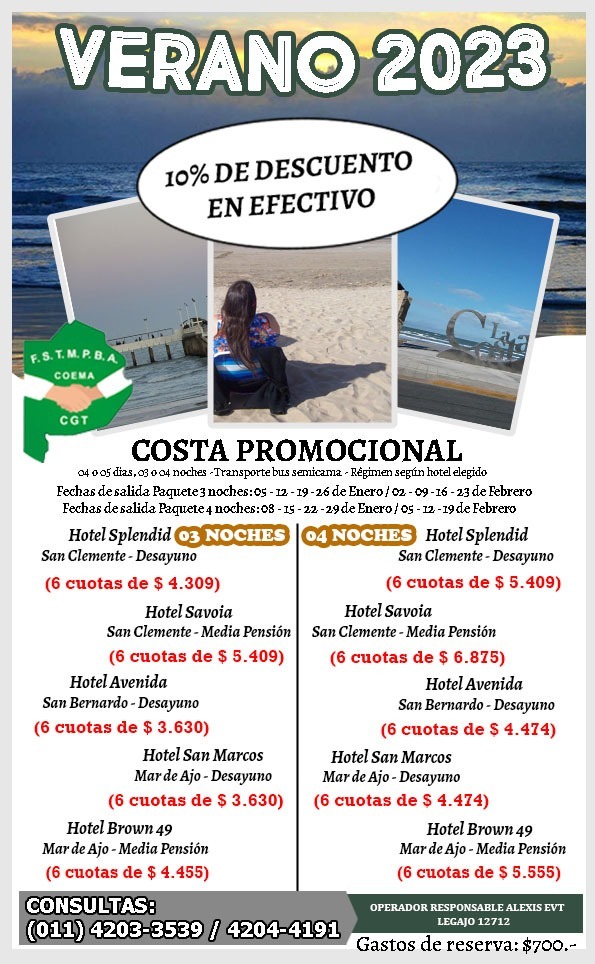 VERANO 2023
10% DE DESCUENTO
EN EFECTIVO
F.S.T.M.P.B.A.
COEMA
CGT
COSTA PROMOCIONAL
04 o 05 dias, 03 o 04 noches - Transporte bus semicama - Régimen según hotel elegido
Fechas de salida Paquete 3 noches: 05 - 12 - 19 - 26 de Enero / 02 - 09 - 16 - 23 de Febrero
Fechas de salida Paquete 4 noches: 08 - 15 - 22 - 29 de Enero / 05 - 12 - 19 de Febrero
03 NOCHES
Hotel Splendid
San Clemente - Desayuno
(6 cuotas de $ 4.309)
Hotel Savoia
San Clemente - Media Pensión
(6 cuotas de $ 5.409)
Hotel Avenida
San Bernardo - Desayuno
(6 cuotas de $ 3.630)
Hotel San Marcos
Mar de Ajo - Desayuno
(6 cuotas de $ 3.630)
Hotel Brown 49
Mar de Ajo - Media Pensión
(6 cuotas de $ 4.455)
04 NOCHES
Hotel Splendid
San Clemente - Desayuno
(6 cuotas de $ 5.409)
Hotel Savoia
San Clemente - Media Pensión
(6 cuotas de $ 6.875)
Hotel Avenida
San Bernardo - Desayuno
(6 cuotas de $ 4.474)
Hotel San Marcos
Mar de Ajo - Desayuno
(6 cuotas de $ 4.474)
Hotel Brown 49
Mar de Ajo - Media Pensión
(6 cuotas de $ 5.555)
CONSULTAS:
(011) 4203-3539 / 4204-4191
OPERADOR RESPONSABLE ALEXIS EVT
LEGAJO 12712
Gastos de reserva: $700.-